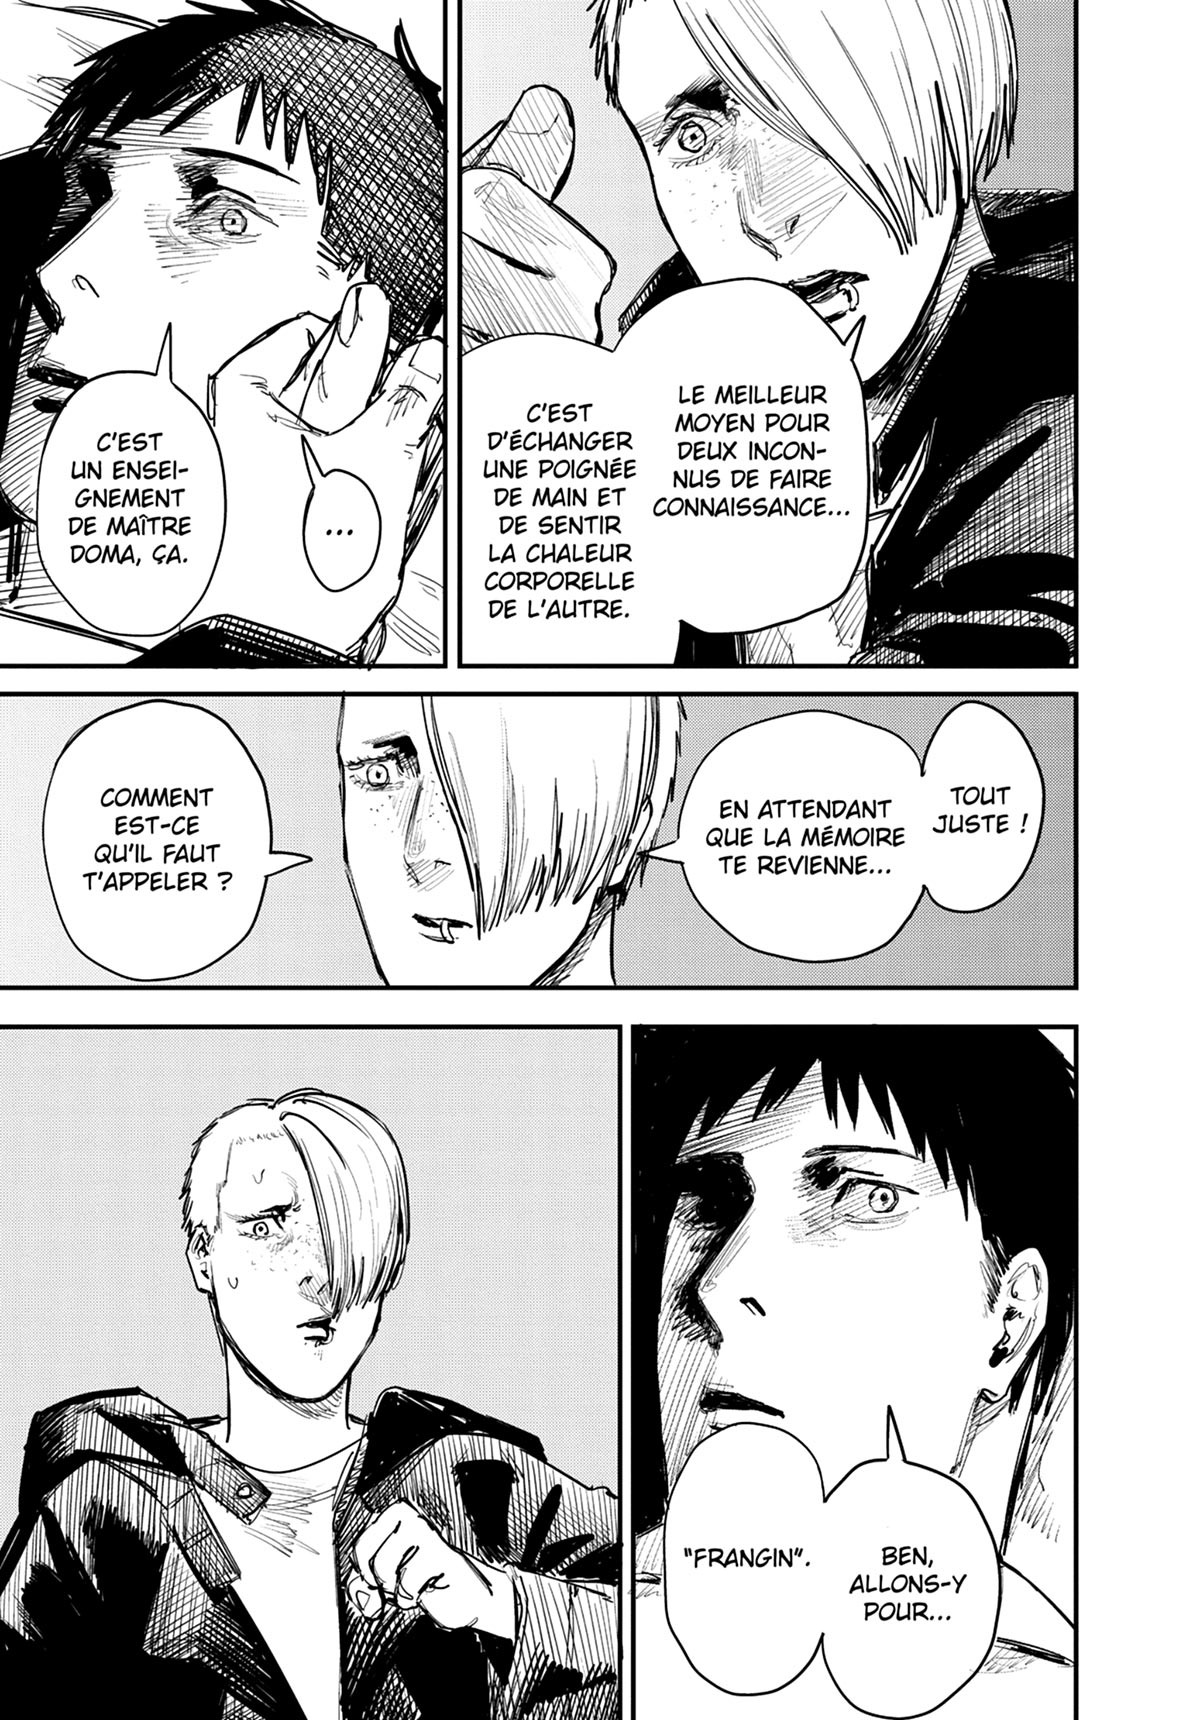 LE MEILLEUR
MOYEN POUR
DEUX INCON-
NUS DE FAIRE
CONNAISSANCE...
C'EST
D'ÉCHANGER
UNE POIGNÉE
DE MAIN ET
DE SENTIR
LA CHALEUR
CORPORELLE
DE L'AUTRE.
...
C'EST
UN ENSEI-
GNEMENT
DE MAÎTRE
DOMA, ÇA.
TOUT
JUSTE !
EN ATTENDANT
QUE LA MÉMOIRE
TE REVIENNE...
COMMENT
EST-CE
QU'IL FAUT
T'APPELER ?
BEN,
ALLONS-Y
POUR...
"FRANGIN".